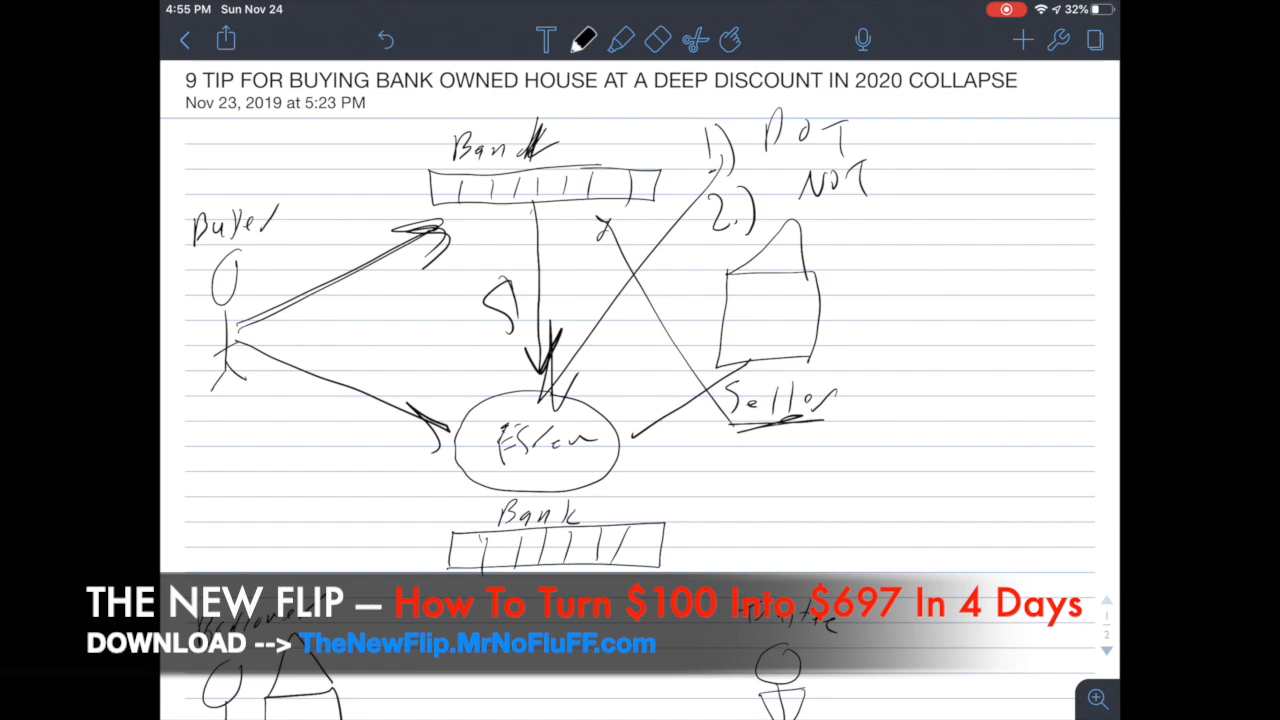 4:55 PM Sun Nov 24
32%
T
9 TIP FOR BUYING BANK OWNED HOUSE AT A DEEP DISCOUNT IN 2020 COLLAPSE
Nov 23, 2019 at 5:23 PM
Bank
1.) DOT
2.) NOT
Buyer
Seller
Bank
THE NEW FLIP — How To Turn $100 Into $697 In 4 Days
DOWNLOAD --> TheNewFlip.MrNoFluFF.com
1
2